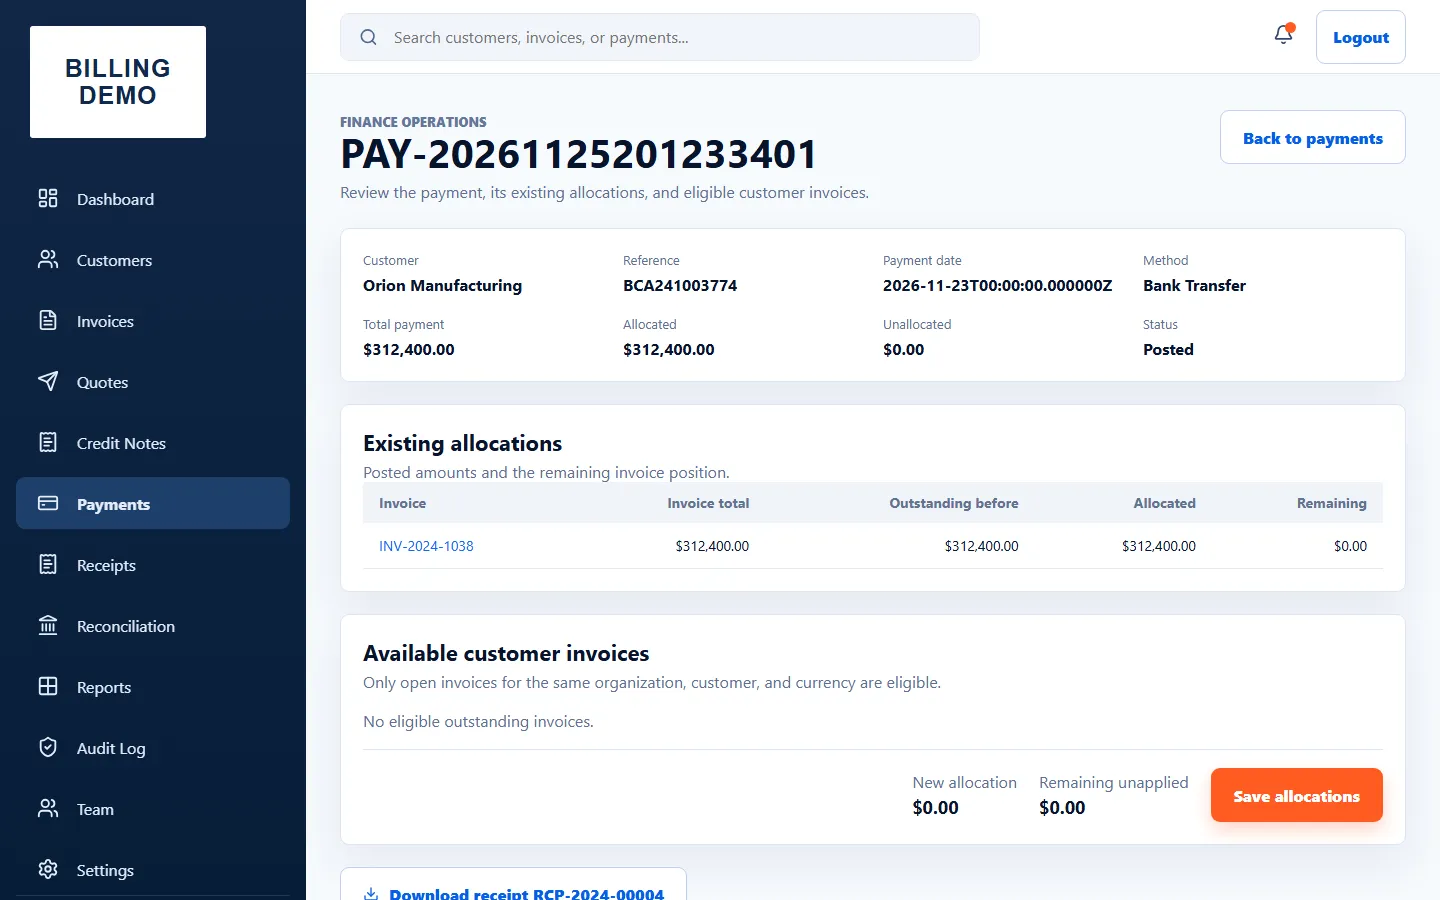 BILLING
DEMO
Dashboard
Customers
Invoices
Quotes
Credit Notes
Payments
Receipts
Reconciliation
Reports
Audit Log
Team
Settings
Search customers, invoices, or payments...
Logout
FINANCE OPERATIONS
PAY-20261125201233401
Review the payment, its existing allocations, and eligible customer invoices.
Back to payments
Customer Reference Payment date Method
Orion Manufacturing BCA241003774 2026-11-23T00:00:00.000000Z Bank Transfer
Total payment Allocated Unallocated Status
$312,400.00 $312,400.00 $0.00 Posted
Existing allocations
Posted amounts and the remaining invoice position.
Invoice Invoice total Outstanding before Allocated Remaining
INV-2024-1038 $312,400.00 $312,400.00 $312,400.00 $0.00
Available customer invoices
Only open invoices for the same organization, customer, and currency are eligible.
No eligible outstanding invoices.
New allocation Remaining unapplied
$0.00 $0.00
Save allocations
Download receipt RCP-2024-00004